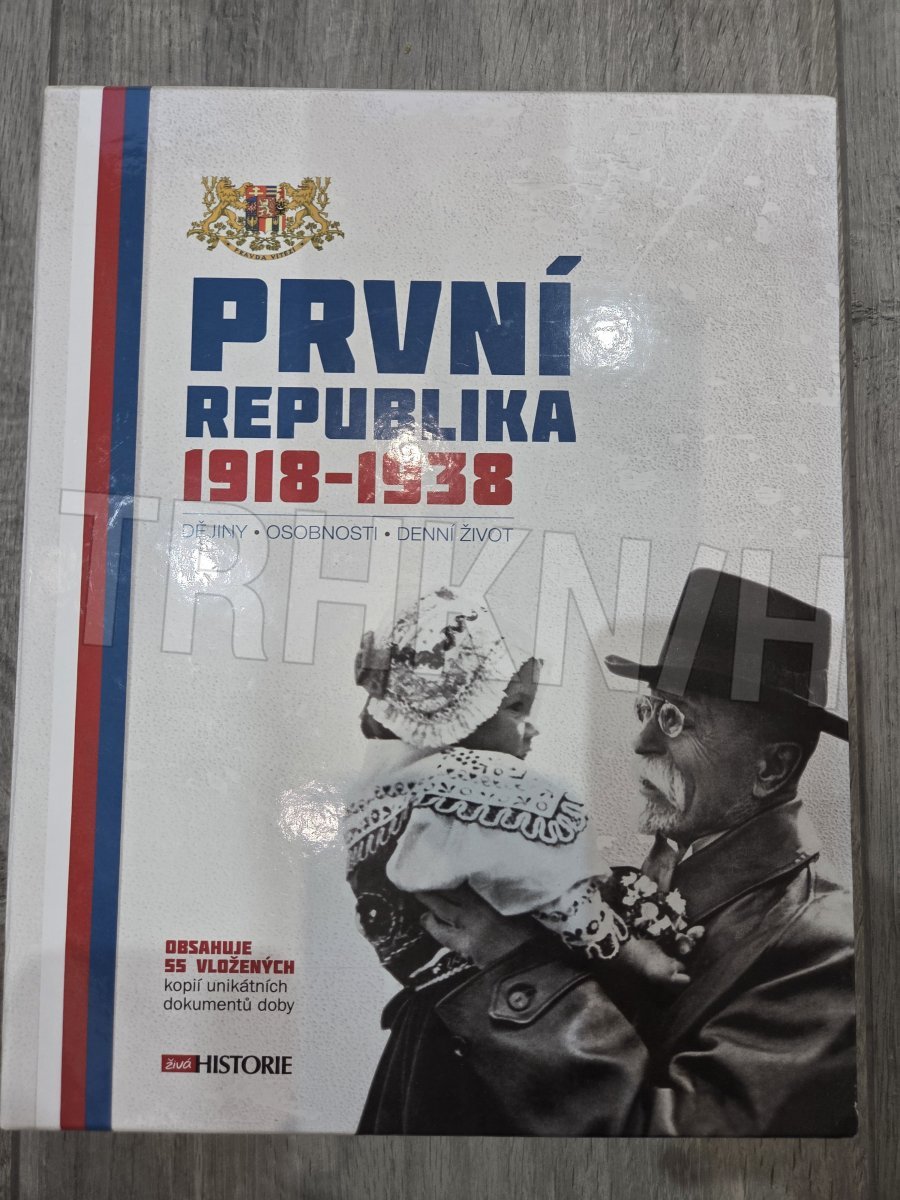 PRAVDA VÍTĚZÍ
PRVNÍ
REPUBLIKA
1918–1938
DĚJINY • OSOBNOSTI • DENNÍ ŽIVOT
TRHKNIH
OBSAHUJE
55 VLOŽENÝCH
kopií unikátních
dokumentů doby
živá HISTORIE